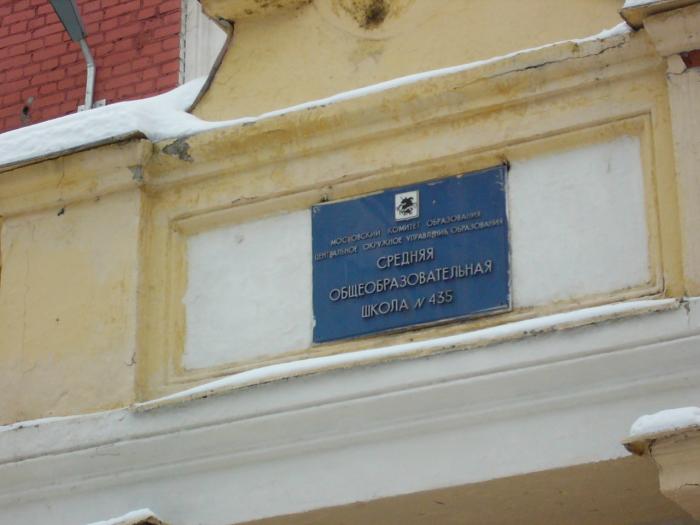 МОСКОВСКИЙ КОМИТЕТ ОБРАЗОВАНИЯ
ЦЕНТРАЛЬНОЕ ОКРУЖНОЕ УПРАВЛЕНИЕ ОБРАЗОВАНИЯ
СРЕДНЯЯ
ОБЩЕОБРАЗОВАТЕЛЬНАЯ
ШКОЛА № 435